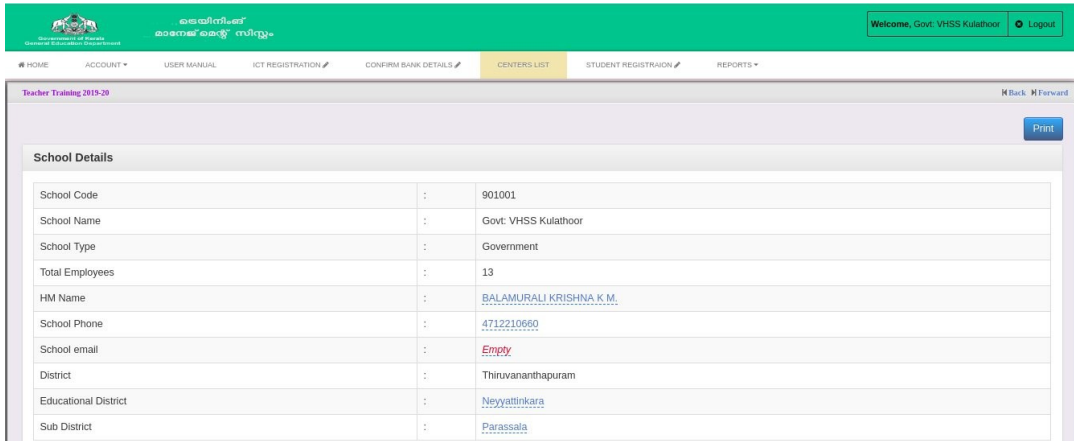 ട്രെയിനിംങ്
മാനേജ്മെന്റ് സിസ്റ്റം
Government of Kerala
General Education Department
Welcome, Govt: VHSS Kulathoor Logout
HOME ACCOUNT USER MANUAL ICT REGISTRATION CONFIRM BANK DETAILS CENTERS LIST STUDENT REGISTRAION REPORTS
Teacher Training 2019-20 Back Forward
Print
School Details
School Code : 901001
School Name : Govt: VHSS Kulathoor
School Type : Government
Total Employees : 13
HM Name : BALAMURALI KRISHNA K M.
School Phone : 4712210660
School email : Empty
District : Thiruvananthapuram
Educational District : Neyyattinkara
Sub District : Parassala